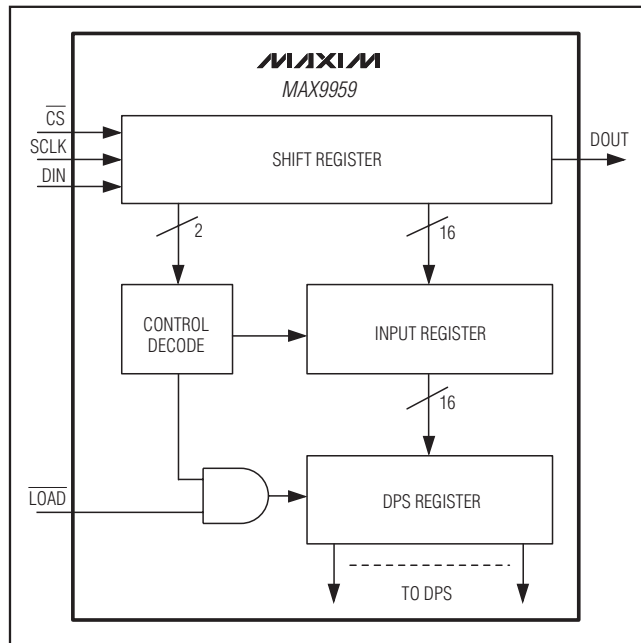 MAXIM
MAX9959
CS
SCLK
DIN
SHIFT REGISTER
DOUT
2
16
CONTROL
DECODE
INPUT REGISTER
16
LOAD
DPS REGISTER
TO DPS